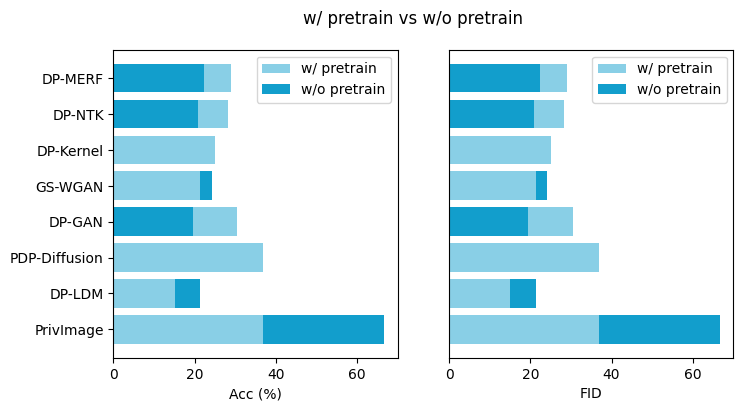 w/ pretrain vs w/o pretrain
w/ pretrain
w/o pretrain
DP-MERF
DP-NTK
DP-Kernel
GS-WGAN
DP-GAN
PDP-Diffusion
DP-LDM
PrivImage
0 20 40 60
Acc (%)
w/ pretrain
w/o pretrain
0 20 40 60
FID